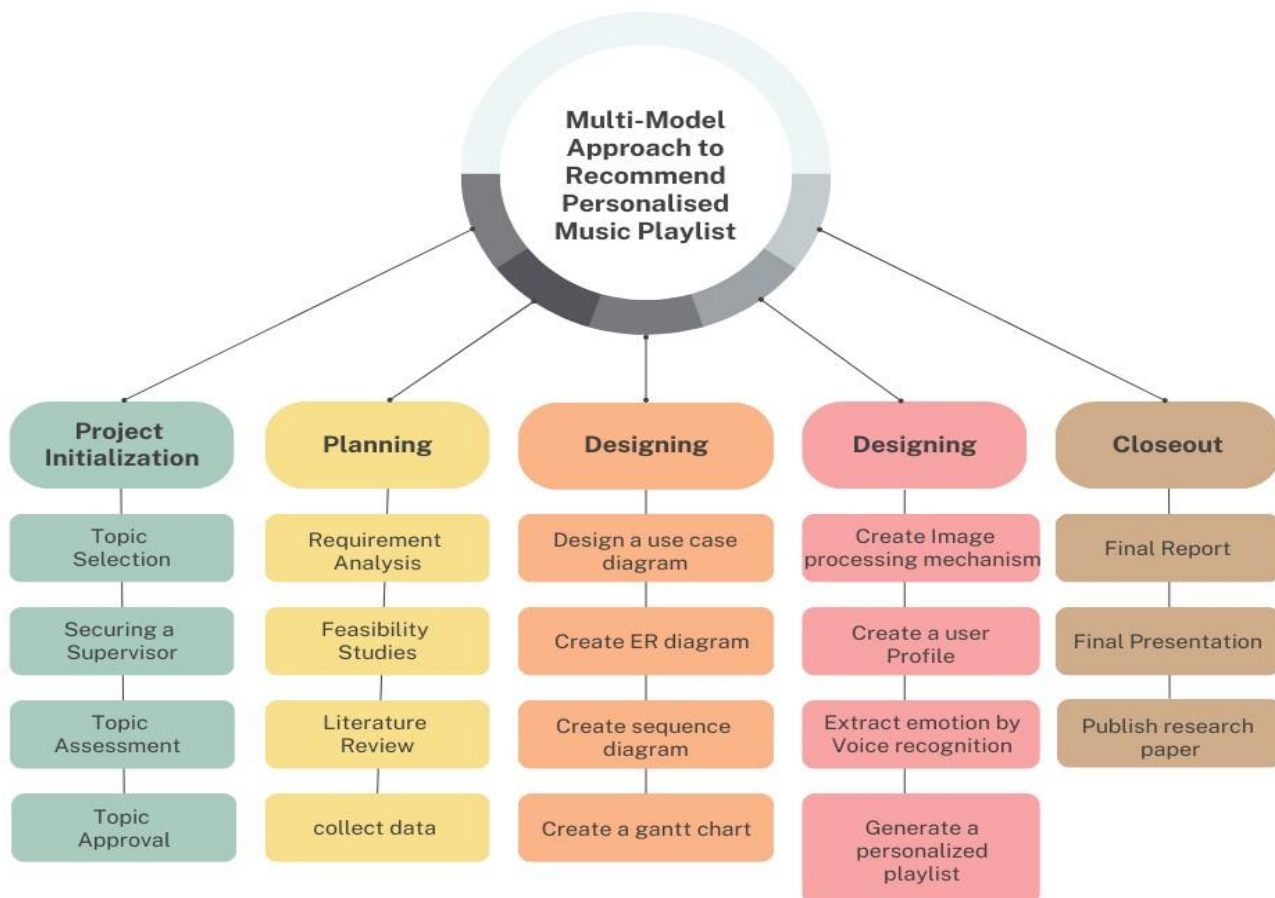 Multi-Model
Approach to
Recommend
Personalised
Music Playlist
Project
Initialization
Topic
Selection
Securing a
Supervisor
Topic
Assessment
Topic
Approval
Planning
Requirement
Analysis
Feasibility
Studies
Literature
Review
collect data
Designing
Design a use case
diagram
Create ER diagram
Create sequence
diagram
Create a gantt chart
Designing
Create Image
processing mechanism
Create a user
Profile
Extract emotion by
Voice recognition
Generate a
personalized
playlist
Closeout
Final Report
Final Presentation
Publish research
paper